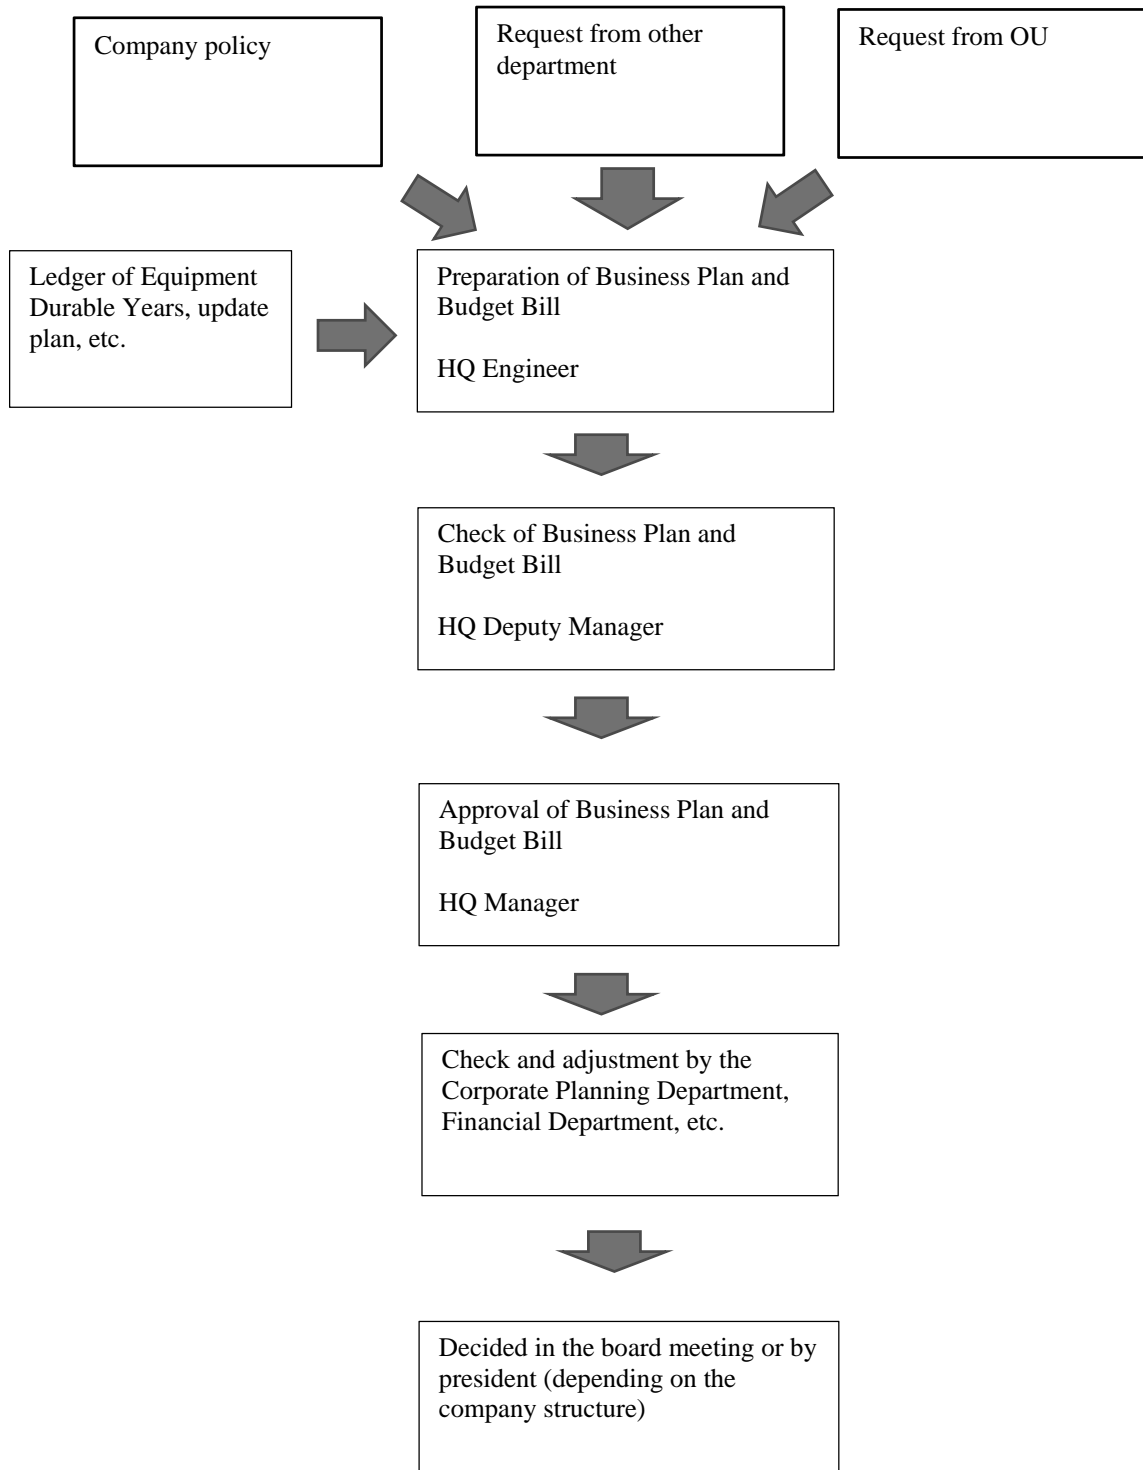 Company policy
Request from other
department
Request from OU
Ledger of Equipment
Durable Years, update
plan, etc.
Preparation of Business Plan and
Budget Bill
HQ Engineer
Check of Business Plan and
Budget Bill
HQ Deputy Manager
Approval of Business Plan and
Budget Bill
HQ Manager
Check and adjustment by the
Corporate Planning Department,
Financial Department, etc.
Decided in the board meeting or by
president (depending on the
company structure)